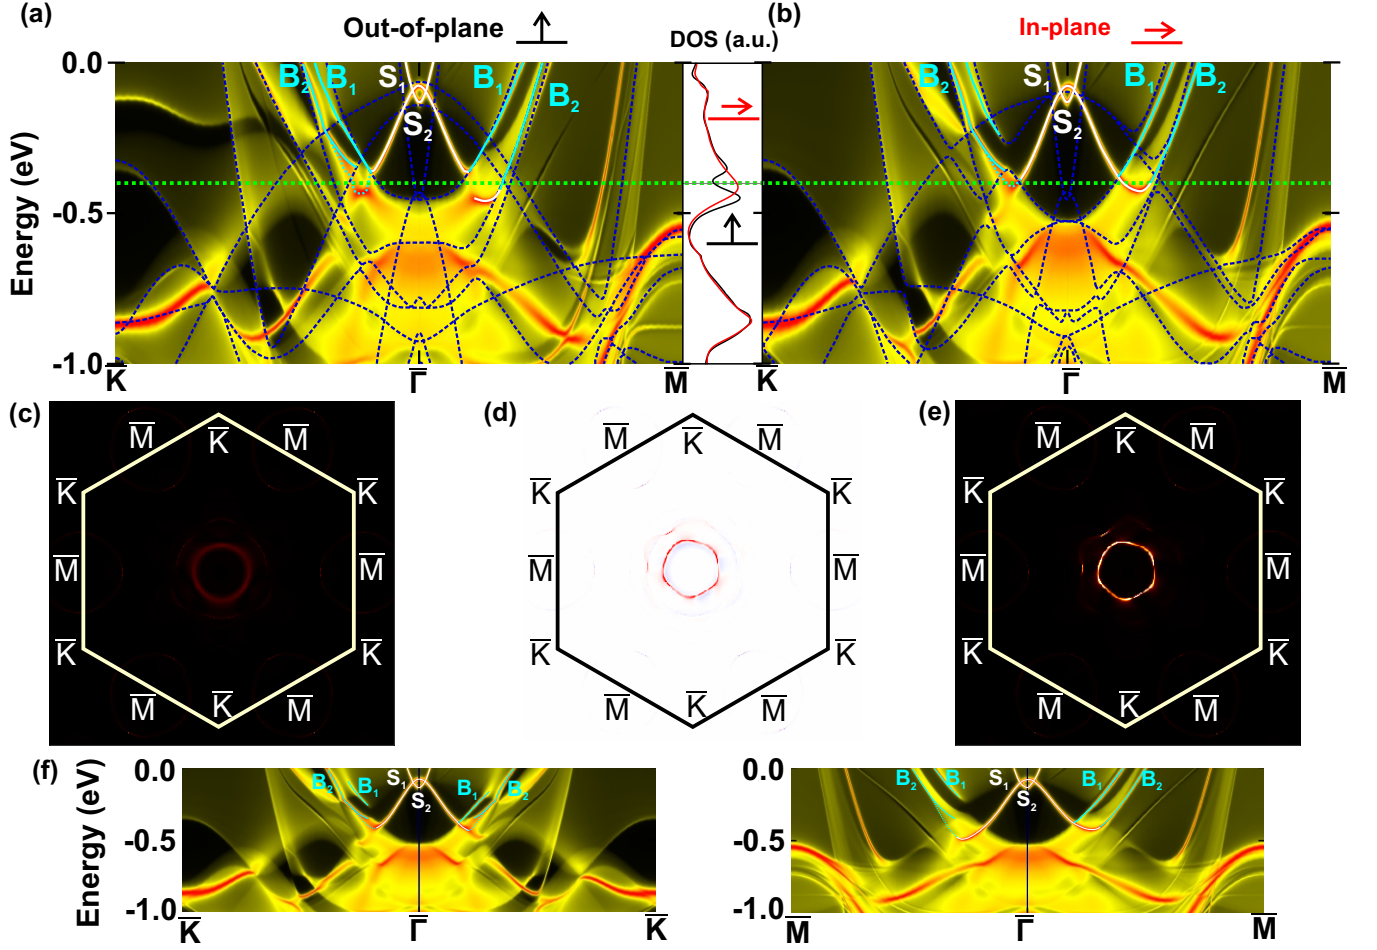 (a) Out-of-plane DOS (a.u.) (b) In-plane
0.0 B₂ B₁ S₁ B₁ B₂ B₂ B₁ S₁ B₁ B₂
S₂ S₂
Energy (eV)
-0.5
-1.0
K̅ Γ̅ M̅ K̅ Γ̅ M̅
(c) (d) (e)
M̅ K̅ M̅ M̅ K̅ M̅ M̅ K̅ M̅
K̅ K̅ K̅ K̅ K̅ K̅
M̅ M̅ M̅ M̅ M̅ M̅
K̅ K̅ K̅ K̅ K̅ K̅
M̅ K̅ M̅ M̅ K̅ M̅ M̅ K̅ M̅
(f) 0.0 B₂ B₁ S₁ B₁ B₂ 0.0 B₂ B₁ S₁ B₁ B₂
S₂ S₂
Energy (eV)
-0.5 -0.5
-1.0 -1.0
K̅ Γ̅ K̅ M̅ Γ̅ M̅